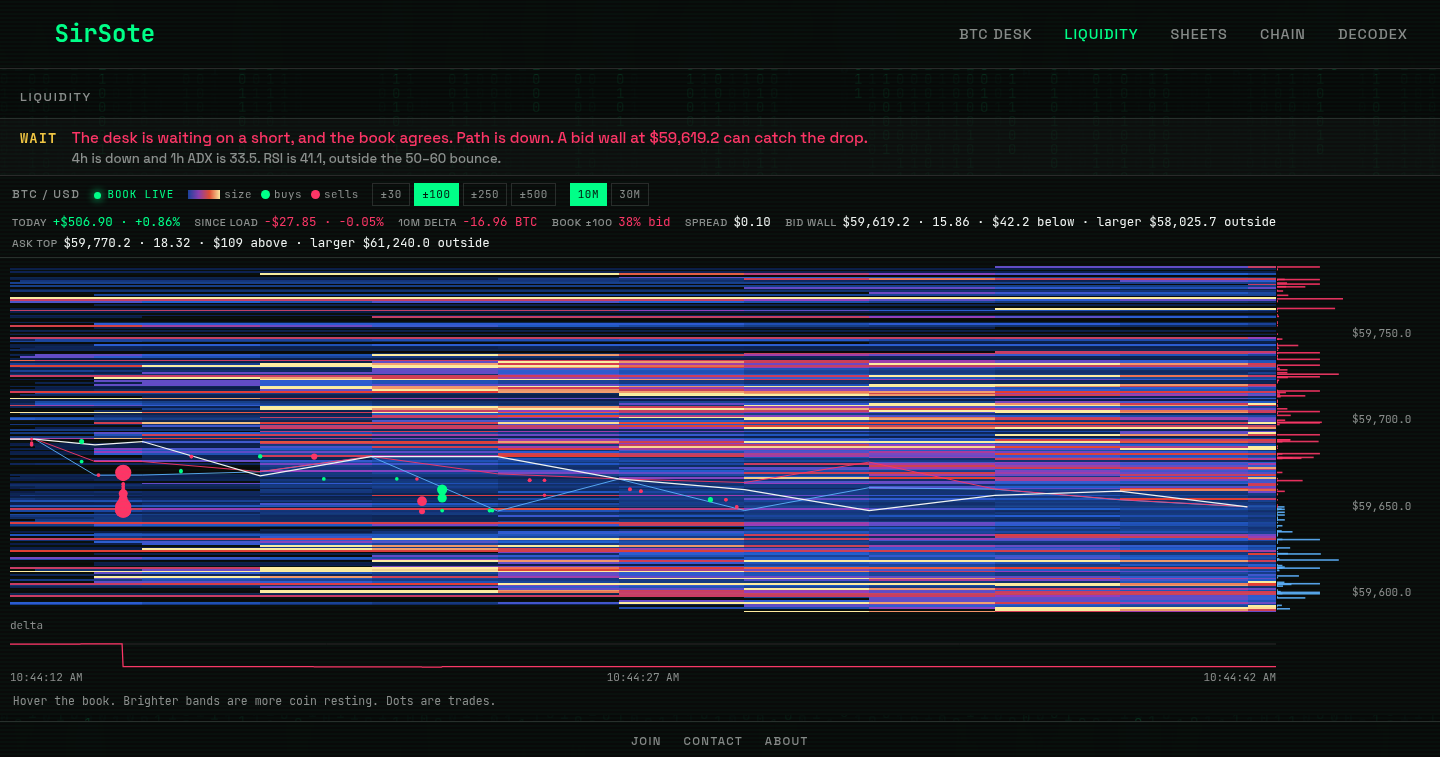 SirSote
BTC DESK LIQUIDITY SHEETS CHAIN DECODEX
LIQUIDITY
WAIT The desk is waiting on a short, and the book agrees. Path is down. A bid wall at $59,619.2 can catch the drop.
4h is down and 1h ADX is 33.5. RSI is 41.1, outside the 50–60 bounce.
BTC / USD BOOK LIVE size buys sells ±30 ±100 ±250 ±500 10M 30M
TODAY +$506.90 · +0.86% SINCE LOAD -$27.85 · -0.05% 10M DELTA -16.96 BTC BOOK ±100 38% bid SPREAD $0.10 BID WALL $59,619.2 · 15.86 · $42.2 below · larger $58,025.7 outside
ASK TOP $59,770.2 · 18.32 · $109 above · larger $61,240.0 outside
$59,750.0
$59,700.0
$59,650.0
$59,600.0
delta
10:44:12 AM 10:44:27 AM 10:44:42 AM
Hover the book. Brighter bands are more coin resting. Dots are trades.
JOIN CONTACT ABOUT